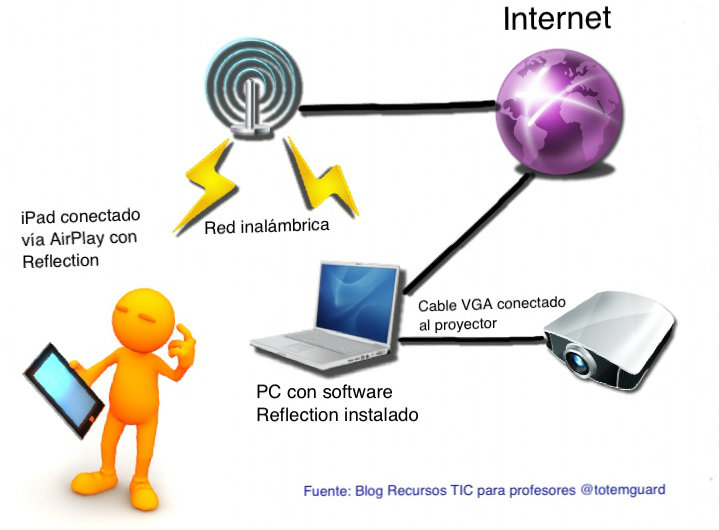 Internet
iPad conectado
vía AirPlay con
Reflection
Red inalámbrica
Cable VGA conectado
al proyector
PC con software
Reflection instalado
Fuente: Blog Recursos TIC para profesores @totemguard